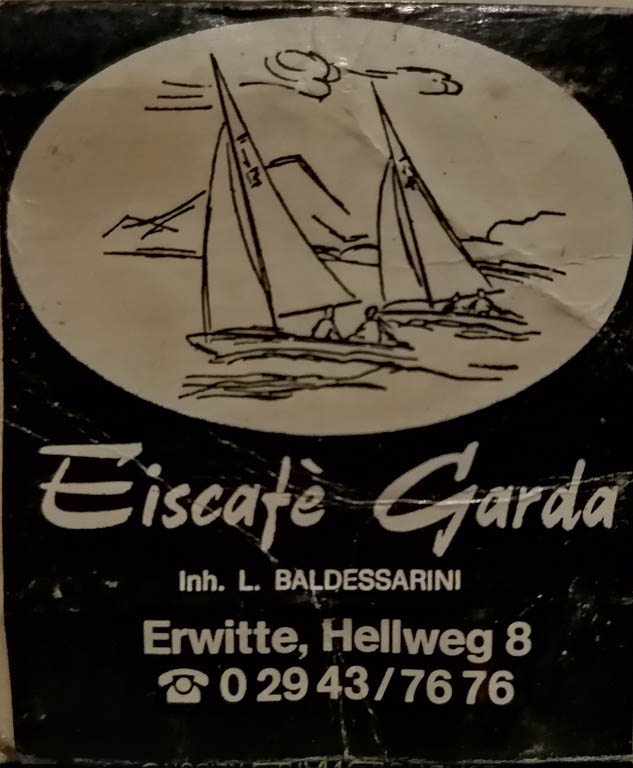 Eiscafè Garda
Inh. L. BALDESSARINI
Erwitte, Hellweg 8
☎ 0 29 43/76 76